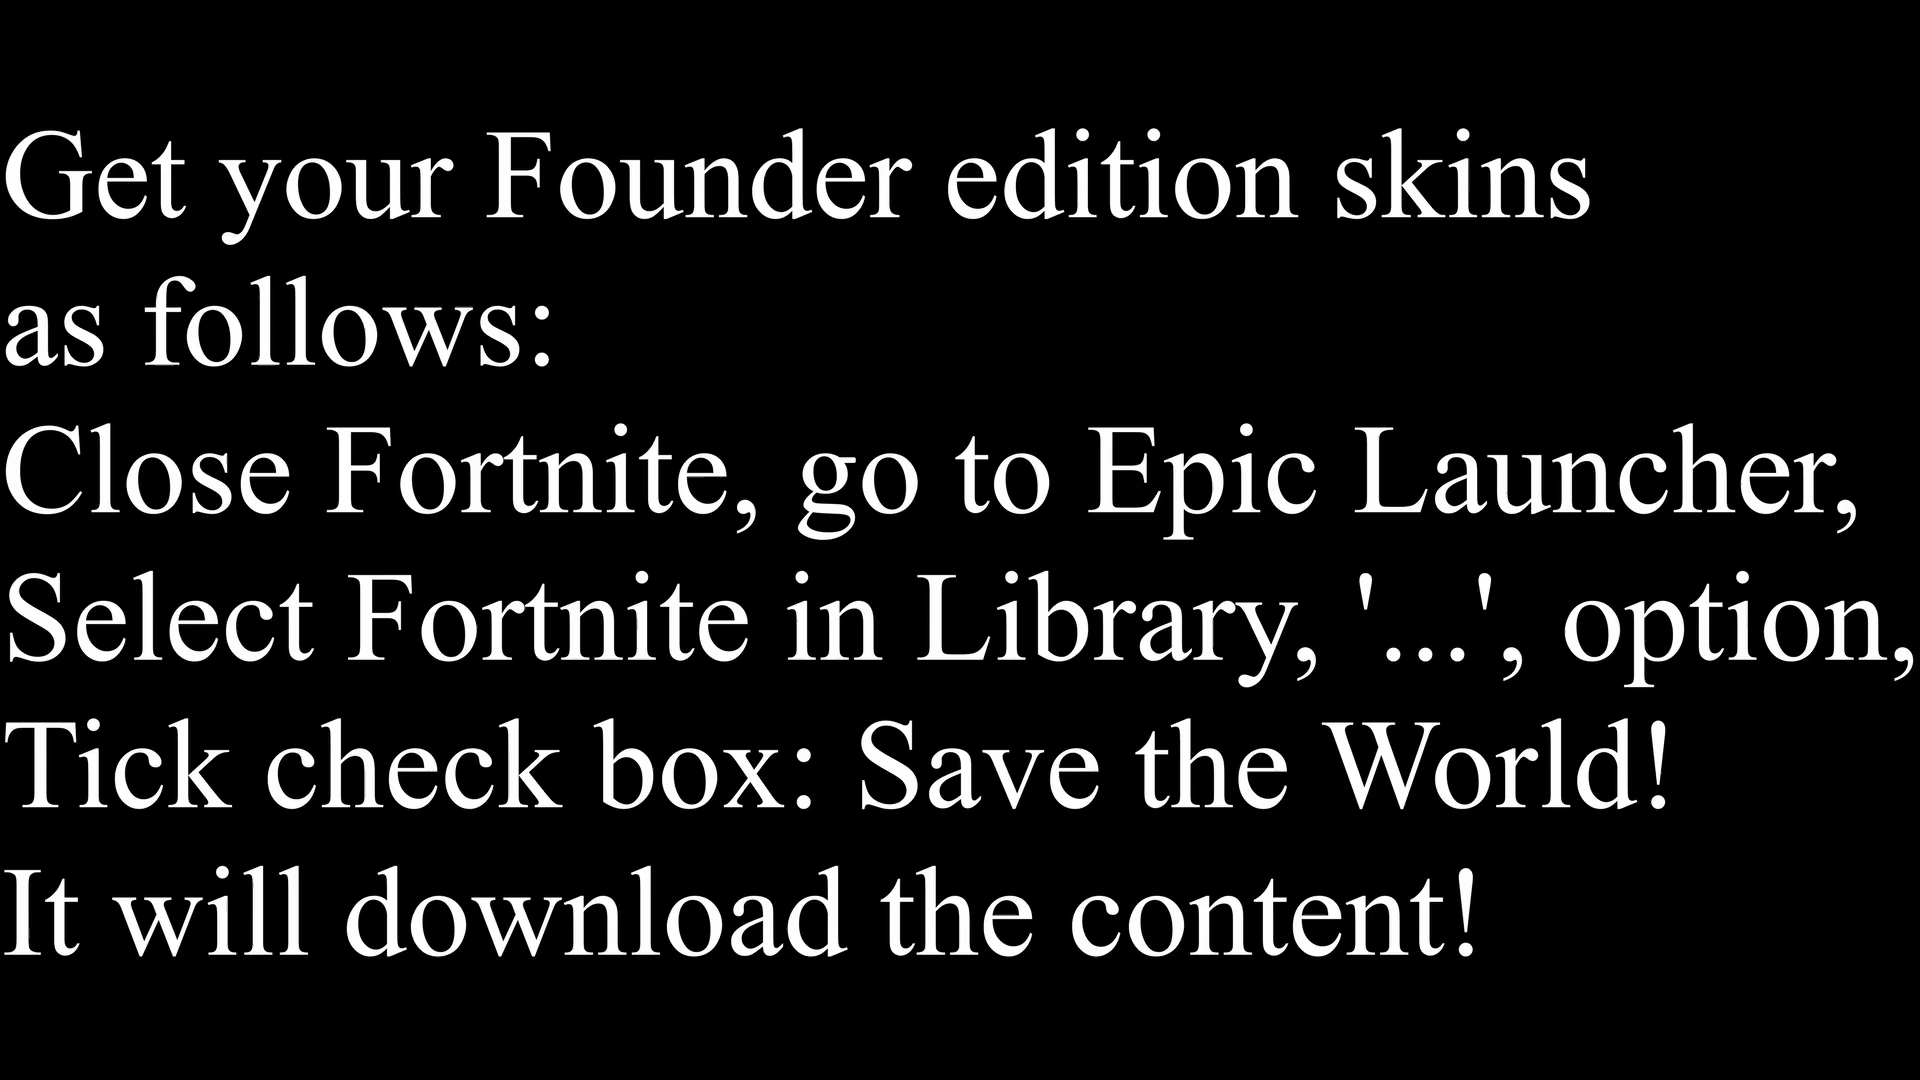 Get your Founder edition skins
as follows:
Close Fortnite, go to Epic Launcher,
Select Fortnite in Library, '...', option,
Tick check box: Save the World!
It will download the content!